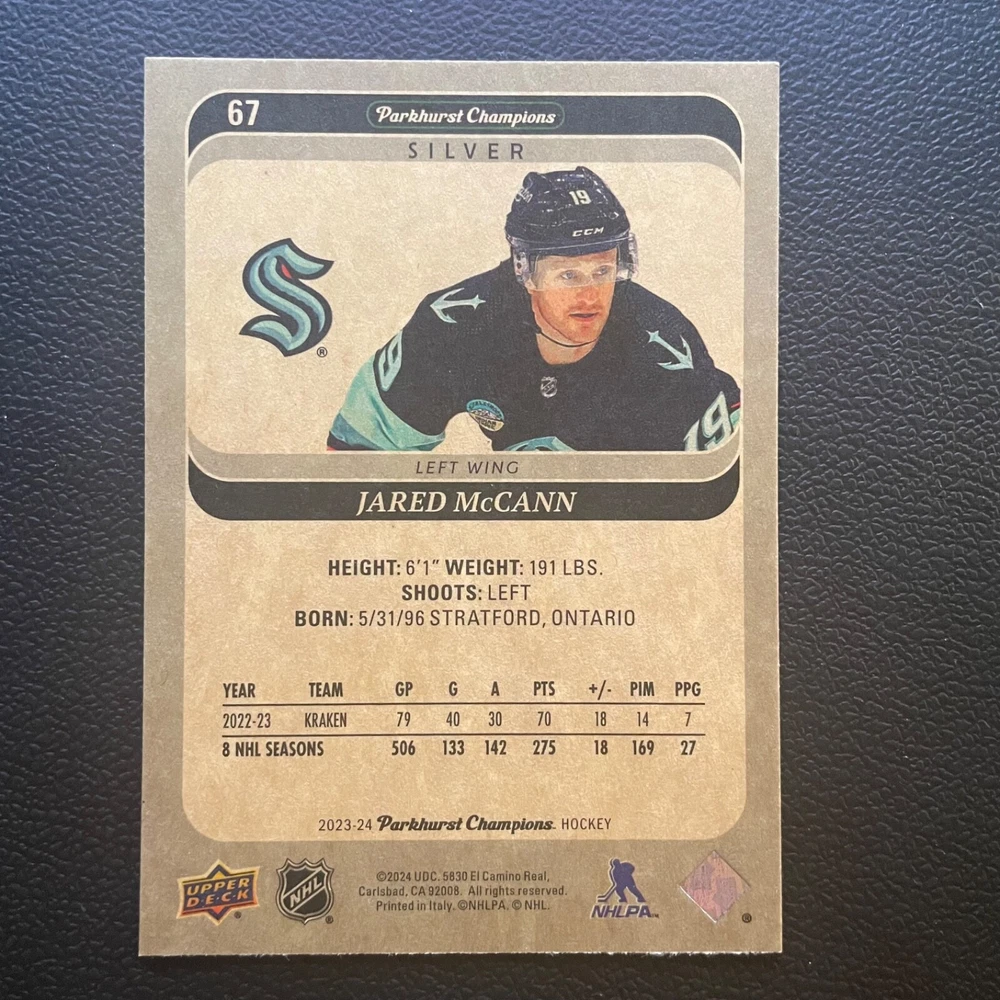 67
Parkhurst Champions
SILVER
19
CCM
®
19
19
LEFT WING
JARED McCANN
HEIGHT: 6'1" WEIGHT: 191 LBS.
SHOOTS: LEFT
BORN: 5/31/96 STRATFORD, ONTARIO
YEAR TEAM GP G A PTS +/- PIM PPG
2022-23 KRAKEN 79 40 30 70 18 14 7
8 NHL SEASONS 506 133 142 275 18 169 27
2023-24 Parkhurst Champions HOCKEY
UPPER DECK ®
NHL ®
©2024 UDC. 5830 El Camino Real,
Carlsbad, CA 92008. All rights reserved.
Printed in Italy. ©NHLPA. © NHL.
NHLPA™
®